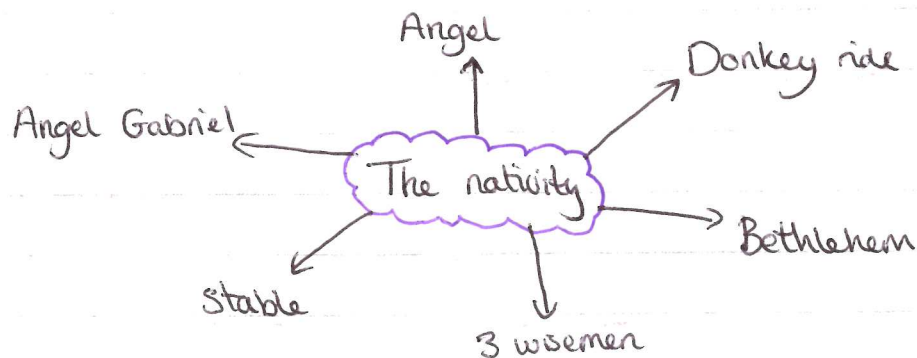 Angel
Donkey ride
Angel Gabriel
The nativity
Bethlehem
Stable
3 wisemen